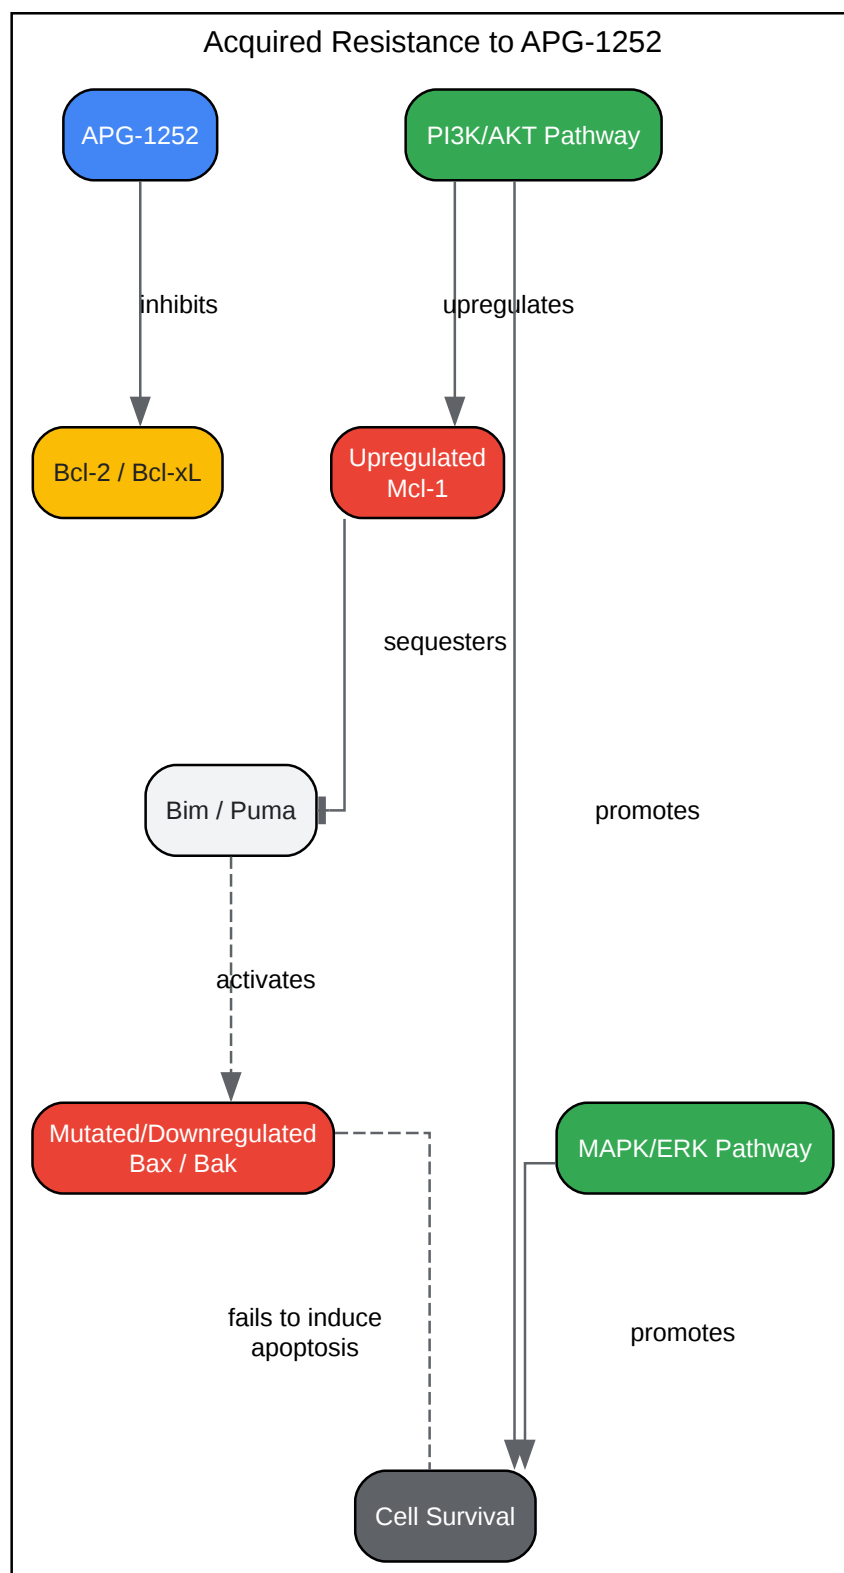 Acquired Resistance to APG-1252
APG-1252
PI3K/AKT Pathway
inhibits
upregulates
Bcl-2 / Bcl-xL
Upregulated
Mcl-1
sequesters
Bim / Puma
promotes
activates
Mutated/Downregulated
Bax / Bak
MAPK/ERK Pathway
fails to induce
apoptosis
promotes
Cell Survival